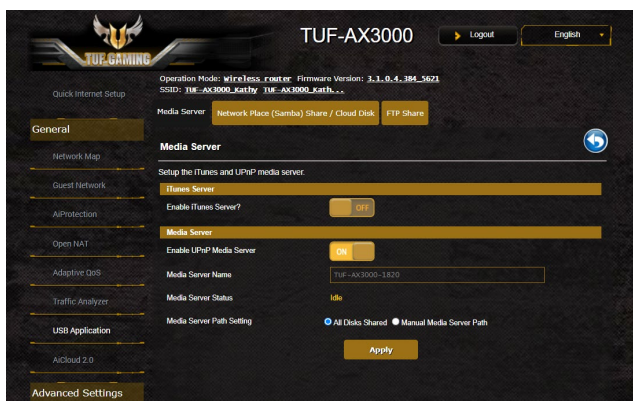 TUF GAMING
TUF-AX3000
Logout
English
Operation Mode: Wireless router Firmware Version: 3.1.0.4.384_5621
SSID: TUF-AX3000_Kathy TUF-AX3000_Kath...
Quick Internet Setup
General
Network Map
Guest Network
AiProtection
Open NAT
Adaptive QoS
Traffic Analyzer
USB Application
AiCloud 2.0
Advanced Settings
Media Server Network Place (Samba) Share / Cloud Disk FTP Share
Media Server
Setup the iTunes and UPnP media server.
iTunes Server
Enable iTunes Server? OFF
Media Server
Enable UPnP Media Server ON
Media Server Name TUF-AX3000-1820
Media Server Status Idle
Media Server Path Setting All Disks Shared Manual Media Server Path
Apply